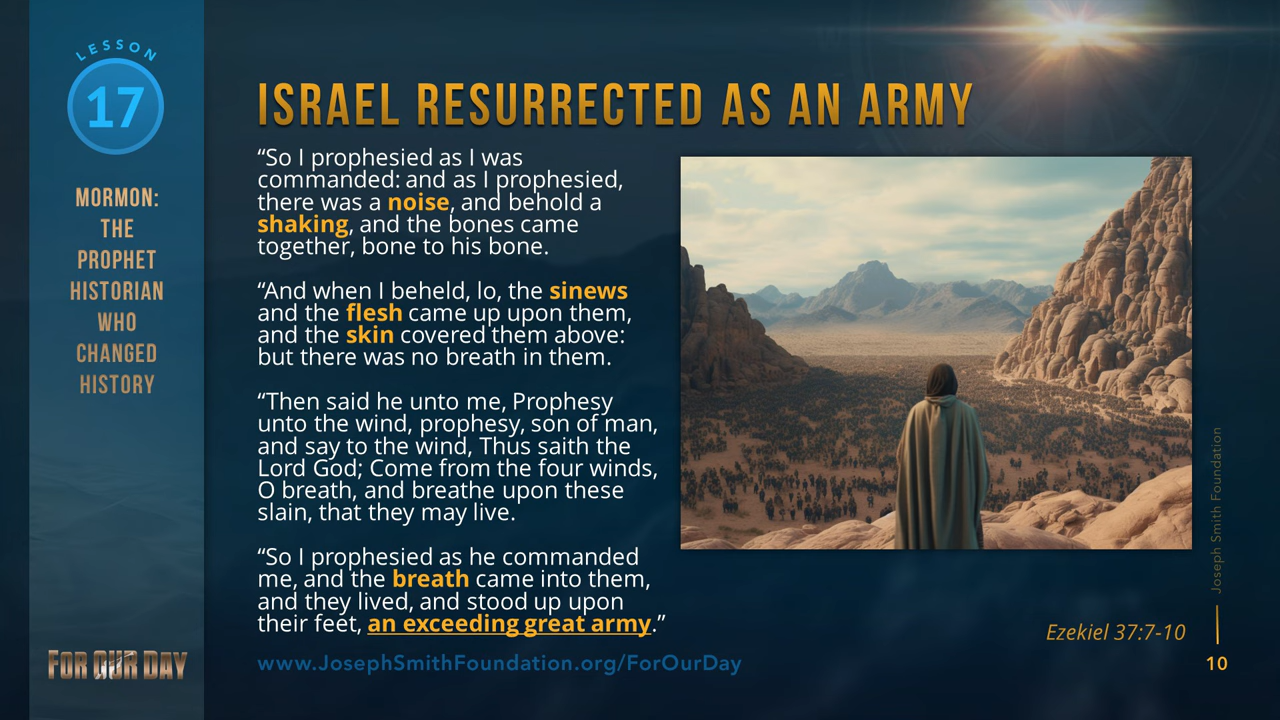 LESSON
17
MORMON:
THE
PROPHET
HISTORIAN
WHO
CHANGED
HISTORY
FOR OUR DAY
ISRAEL RESURRECTED AS AN ARMY
“So I prophesied as I was
commanded: and as I prophesied,
there was a noise, and behold a
shaking, and the bones came
together, bone to his bone.
“And when I beheld, lo, the sinews
and the flesh came up upon them,
and the skin covered them above:
but there was no breath in them.
“Then said he unto me, Prophesy
unto the wind, prophesy, son of man,
and say to the wind, Thus saith the
Lord God; Come from the four winds,
O breath, and breathe upon these
slain, that they may live.
“So I prophesied as he commanded
me, and the breath came into them,
and they lived, and stood up upon
their feet, an exceeding great army.”
www.JosephSmithFoundation.org/ForOurDay
Ezekiel 37:7-10
Joseph Smith Foundation
10